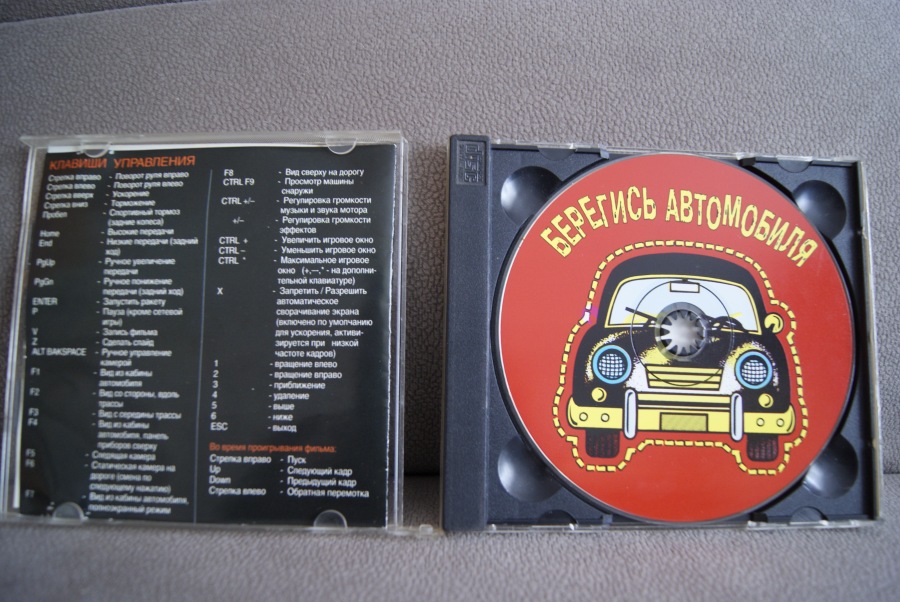 КЛАВИШИ УПРАВЛЕНИЯ
Стрелка вправо - Поворот руля вправо
Стрелка влево - Поворот руля влево
Стрелка вверх - Ускорение
Стрелка вниз - Торможение
Пробел - Спортивный тормоз
(задние колеса)
Home - Высокие передачи
End - Низкие передачи (задний
ход)
PgUp - Ручное увеличение
передачи
PgGn - Ручное понижение
передачи (задний ход)
ENTER - Запустить ракету
P - Пауза (кроме сетевой
игры)
V - Запись фильма
Z - Сделать слайд
ALT BAKSPACE - Ручное управление
камерой
F1 - Вид из кабины
автомобиля
F2 - Вид со стороны, вдоль
трассы
F3 - Вид с середины трассы
F4 - Вид из кабины
автомобиля, панель
приборов сверху
F5 - Следящая камера
F6 - Статическая камера на
дороге (смена по
следующему нажатию)
F7 - Вид из кабины автомобиля,
полноэкранный режим
F8 - Вид сверху на дорогу
CTRL F9 - Просмотр машины
снаружи
CTRL +/– - Регулировка громкости
музыки и звука мотора
+/– Регулировка громкости
эффектов
CTRL + - Увеличить игровое окно
CTRL – - Уменьшить игровое окно
CTRL * - Максимальное игровое
окно (+,–,* - на дополни-
тельной клавиатуре)
X - Запретить / Разрешить
автоматическое
сворачивание экрана
(включено по умолчанию
для ускорения, активи-
зируется при низкой
частоте кадров)
1 - вращение влево
2 - вращение вправо
3 - приближение
4 - удаление
5 - выше
6 - ниже
ESC - выход
Во время проигрывания фильма:
Стрелка вправо - Пуск
Up - Следующий кадр
Down - Предыдущий кадр
Стрелка влево - Обратная перемотка
БЕРЕГИСЬ АВТОМОБИЛЯ